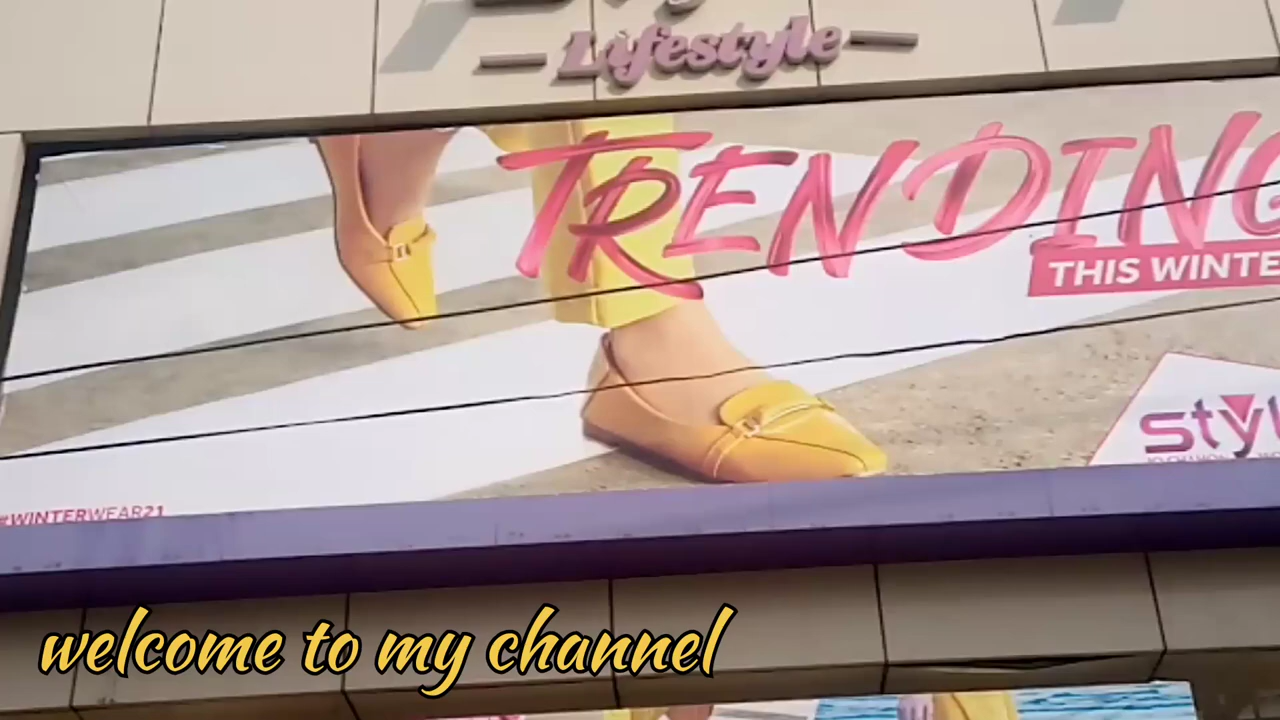 Lifestyle
TRENDING
THIS WINTE
styl
#WINTERWEAR21
welcome to my channel